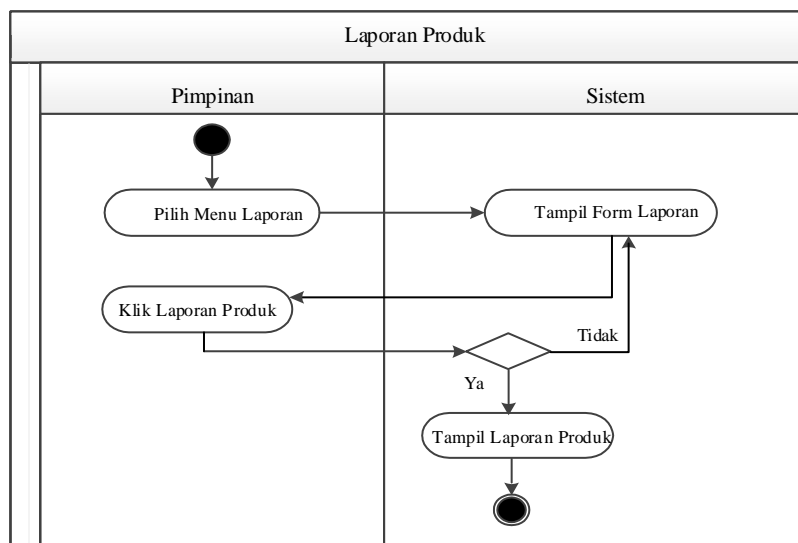 Laporan Produk
Pimpinan
Sistem
Pilih Menu Laporan
Tampil Form Laporan
Klik Laporan Produk
Tidak
Ya
Tampil Laporan Produk